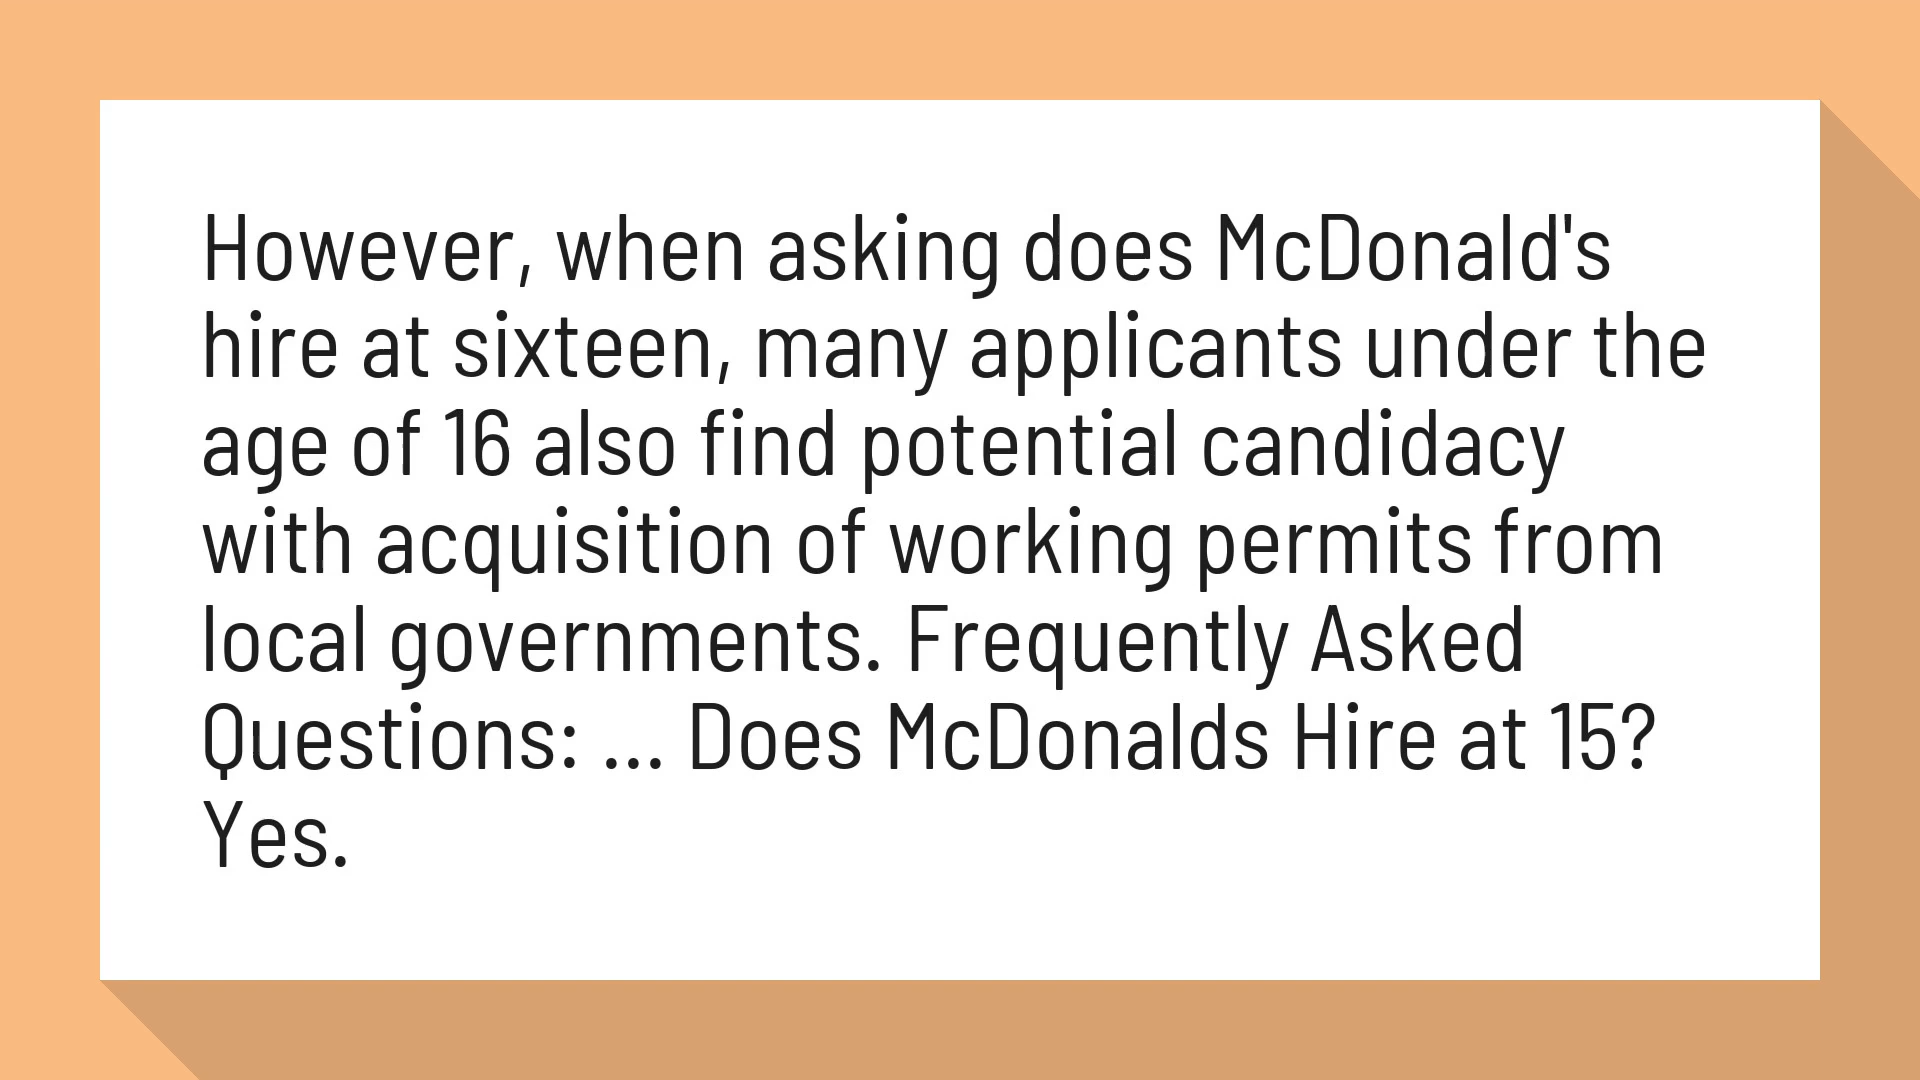 However, when asking does McDonald's
hire at sixteen, many applicants under the
age of 16 also find potential candidacy
with acquisition of working permits from
local governments. Frequently Asked
Questions: ... Does McDonalds Hire at 15?
Yes.